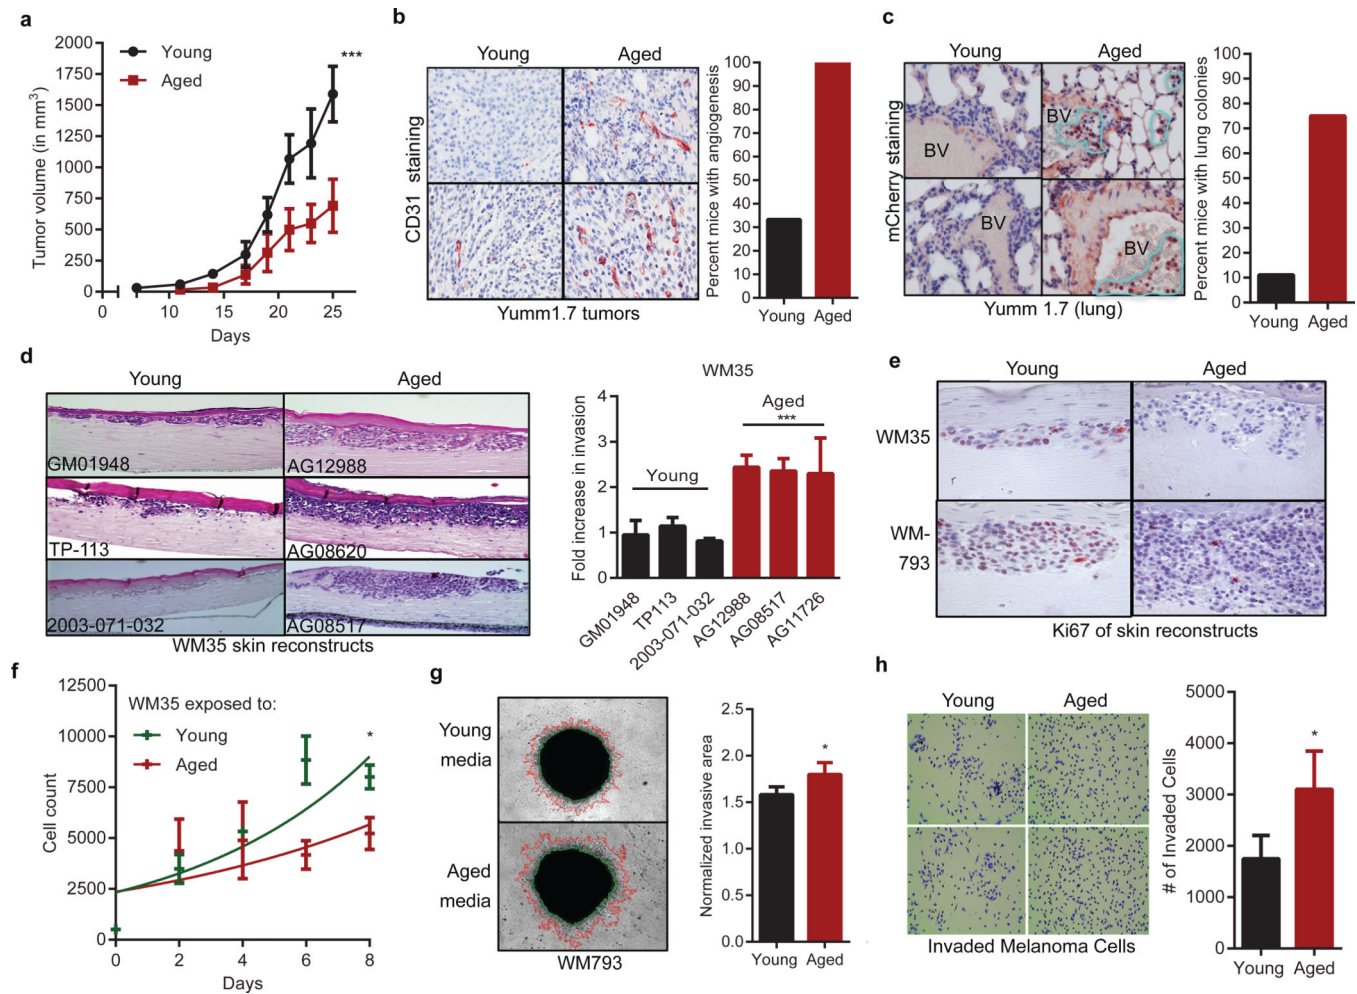 a
2000
1750
1500
1250
1000
750
500
250
0
Tumor volume (in mm³)
Young
Aged
***
0 10 15 20 25
Days
b
Young Aged
CD31 staining
Yumm1.7 tumors
Percent mice with angiogenesis
100
90
80
70
60
50
40
30
20
10
0
Young Aged
c
Young Aged
mCherry staining
BV
BV
BV
BV
Yumm 1.7 (lung)
Percent mice with lung colonies
100
90
80
70
60
50
40
30
20
10
0
Young Aged
d
Young Aged
GM01948 AG12988
TP-113 AG08620
2003-071-032 AG08517
WM35 skin reconstructs
WM35
Fold increase in invasion
4
3
2
1
0
Young
Aged
***
GM01948
TP113
2003-071-032
AG12988
AG08517
AG11726
e
Young Aged
WM35
WM-
793
Ki67 of skin reconstructs
f
12500
10000
7500
5000
2500
0
Cell count
WM35 exposed to:
Young
Aged
*
0 2 4 6 8
Days
g
Young
media
Aged
media
WM793
Normalized invasive area
2.5
2.0
1.5
1.0
0.5
0.0
*
Young Aged
h
Young Aged
Invaded Melanoma Cells
# of Invaded Cells
5000
4000
3000
2000
1000
0
*
Young Aged